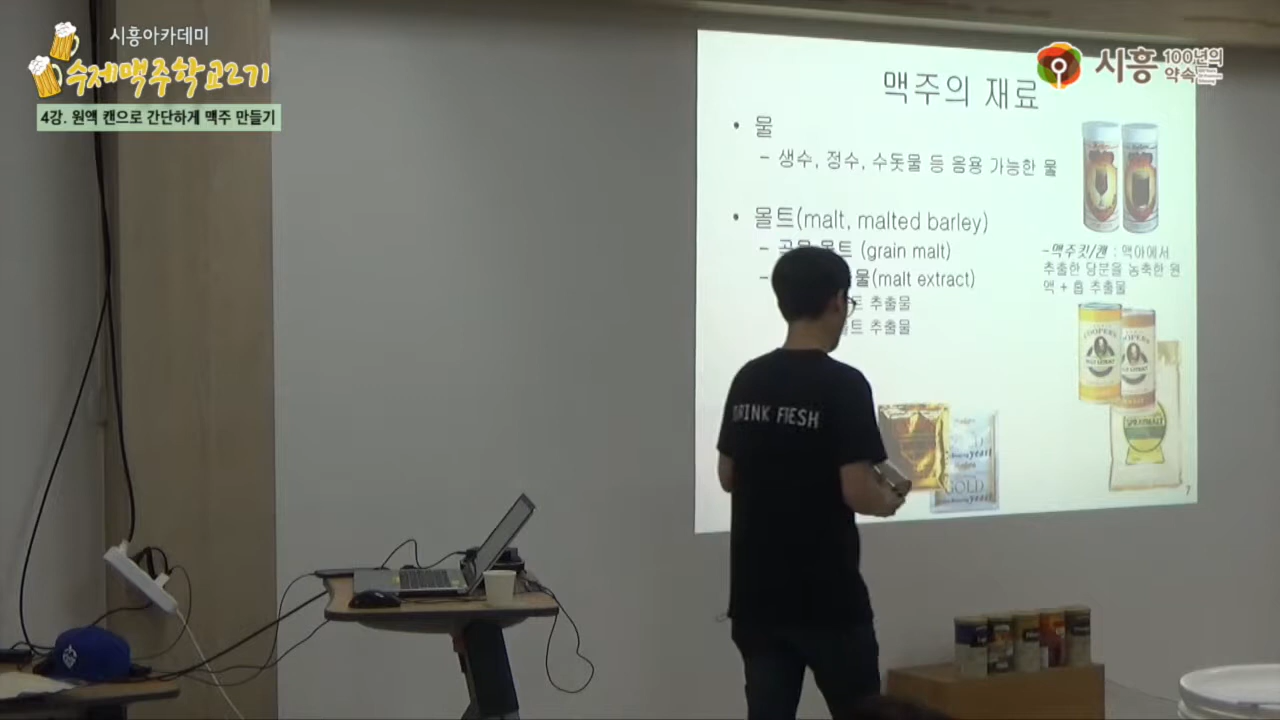 시흥아카데미
수제맥주학교2기
4강. 원액 캔으로 간단하게 맥주 만들기
시흥 100년의 약속
맥주의 재료
• 물
- 생수, 정수, 수돗물 등 음용 가능한 물
• 몰트(malt, malted barley)
- 곡물 몰트 (grain malt)
물(malt extract)
추출물
몰트 추출물
-맥주킷/캔 : 맥아에서
추출한 당분을 농축한 원
액 + 홉 추출물
COOPERS
COOPERS
SPRAYMALT
GOLD
7
DRINK FRESH